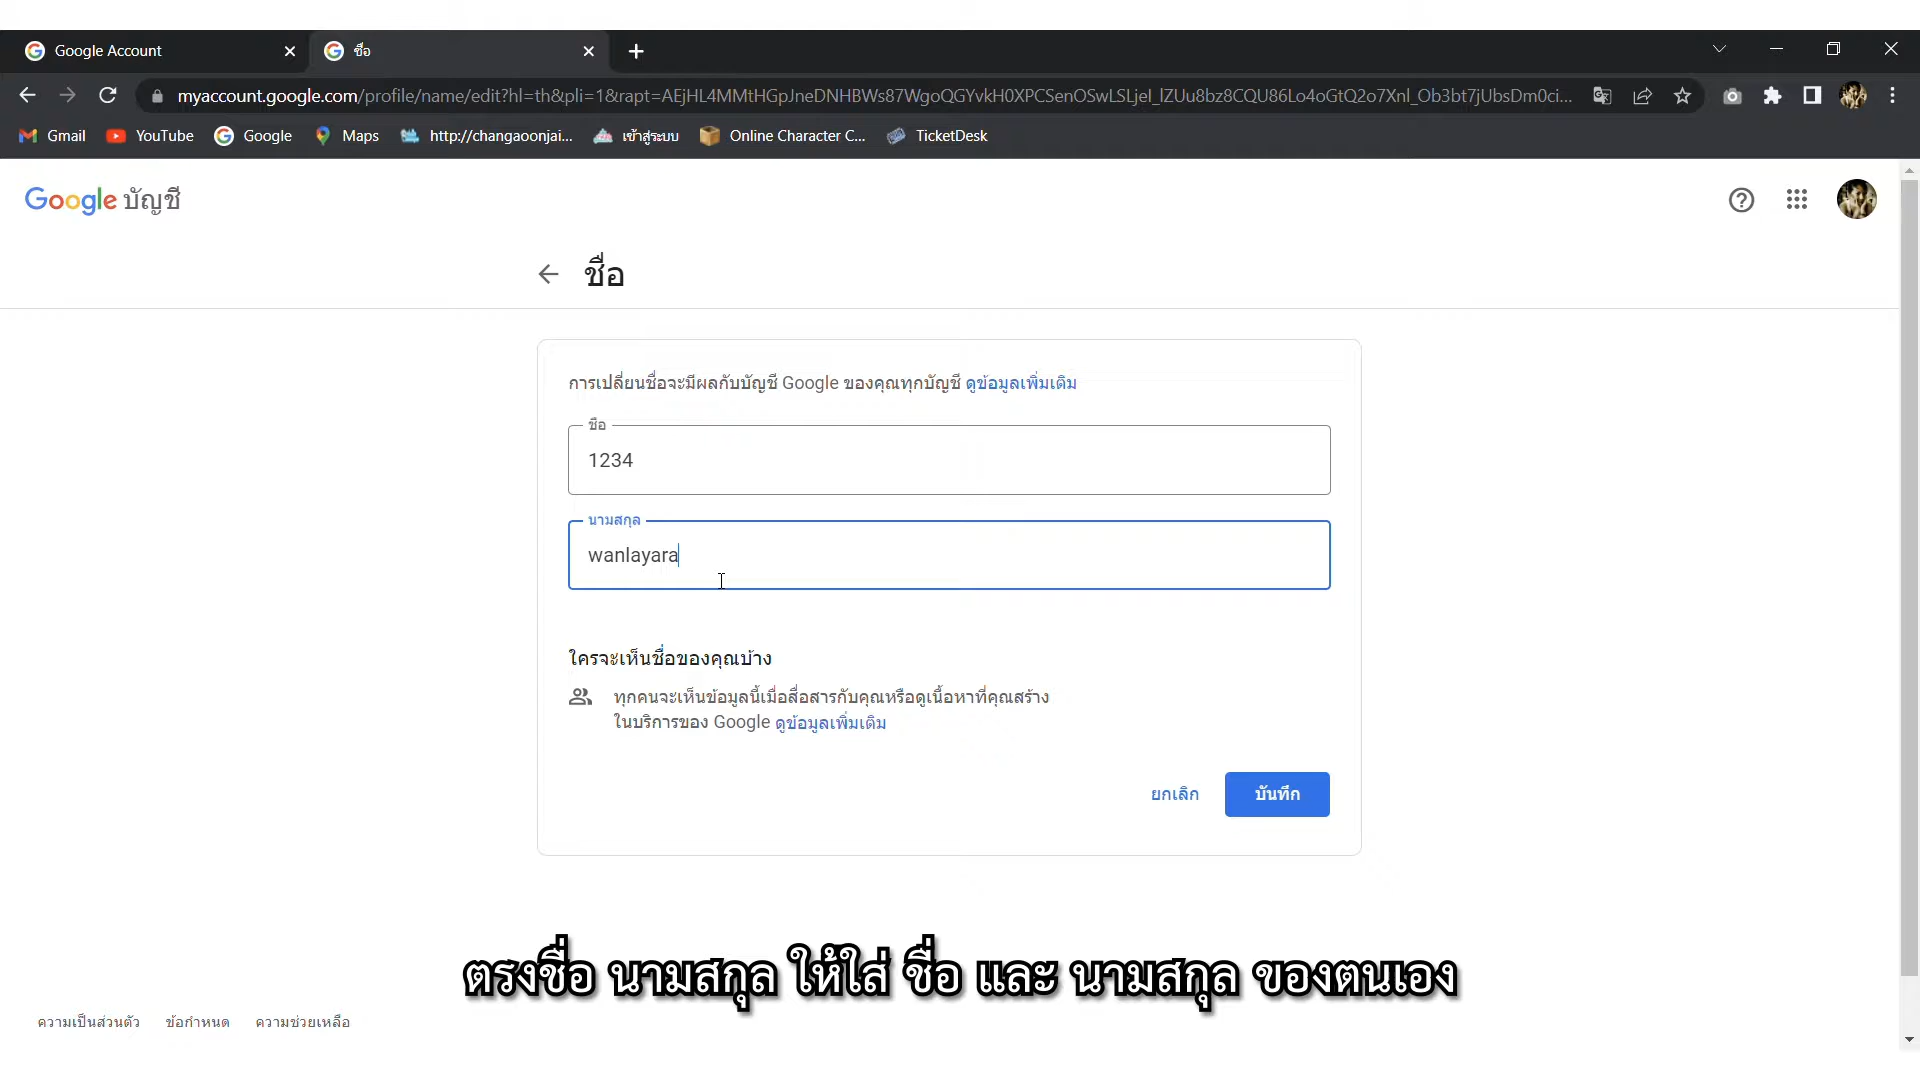 Google Account
ชื่อ
myaccount.google.com/profile/name/edit?hl=th&pli=1&rapt=AEjHL4MMtHGpJneDNHBWs87WgoQGYvkH0XPCSenOSwLSLjeI_lZUu8bz8CQU86Lo4oGtQ2o7Xnl_Ob3bt7jUbsDm0ci...
Gmail YouTube Google Maps http://changaoonjai... เข้าสู่ระบบ Online Character C... TicketDesk
Google บัญชี
ชื่อ
การเปลี่ยนชื่อจะมีผลกับบัญชี Google ของคุณทุกบัญชี ดูข้อมูลเพิ่มเติม
ชื่อ
1234
นามสกุล
wanlayara
ใครจะเห็นชื่อของคุณบ้าง
ทุกคนจะเห็นข้อมูลนี้เมื่อสื่อสารกับคุณหรือดูเนื้อหาที่คุณสร้าง
ในบริการของ Google ดูข้อมูลเพิ่มเติม
ยกเลิก บันทึก
ตรงชื่อ นามสกุล ให้ใส่ ชื่อ และ นามสกุล ของตนเอง
ความเป็นส่วนตัว ข้อกำหนด ความช่วยเหลือ